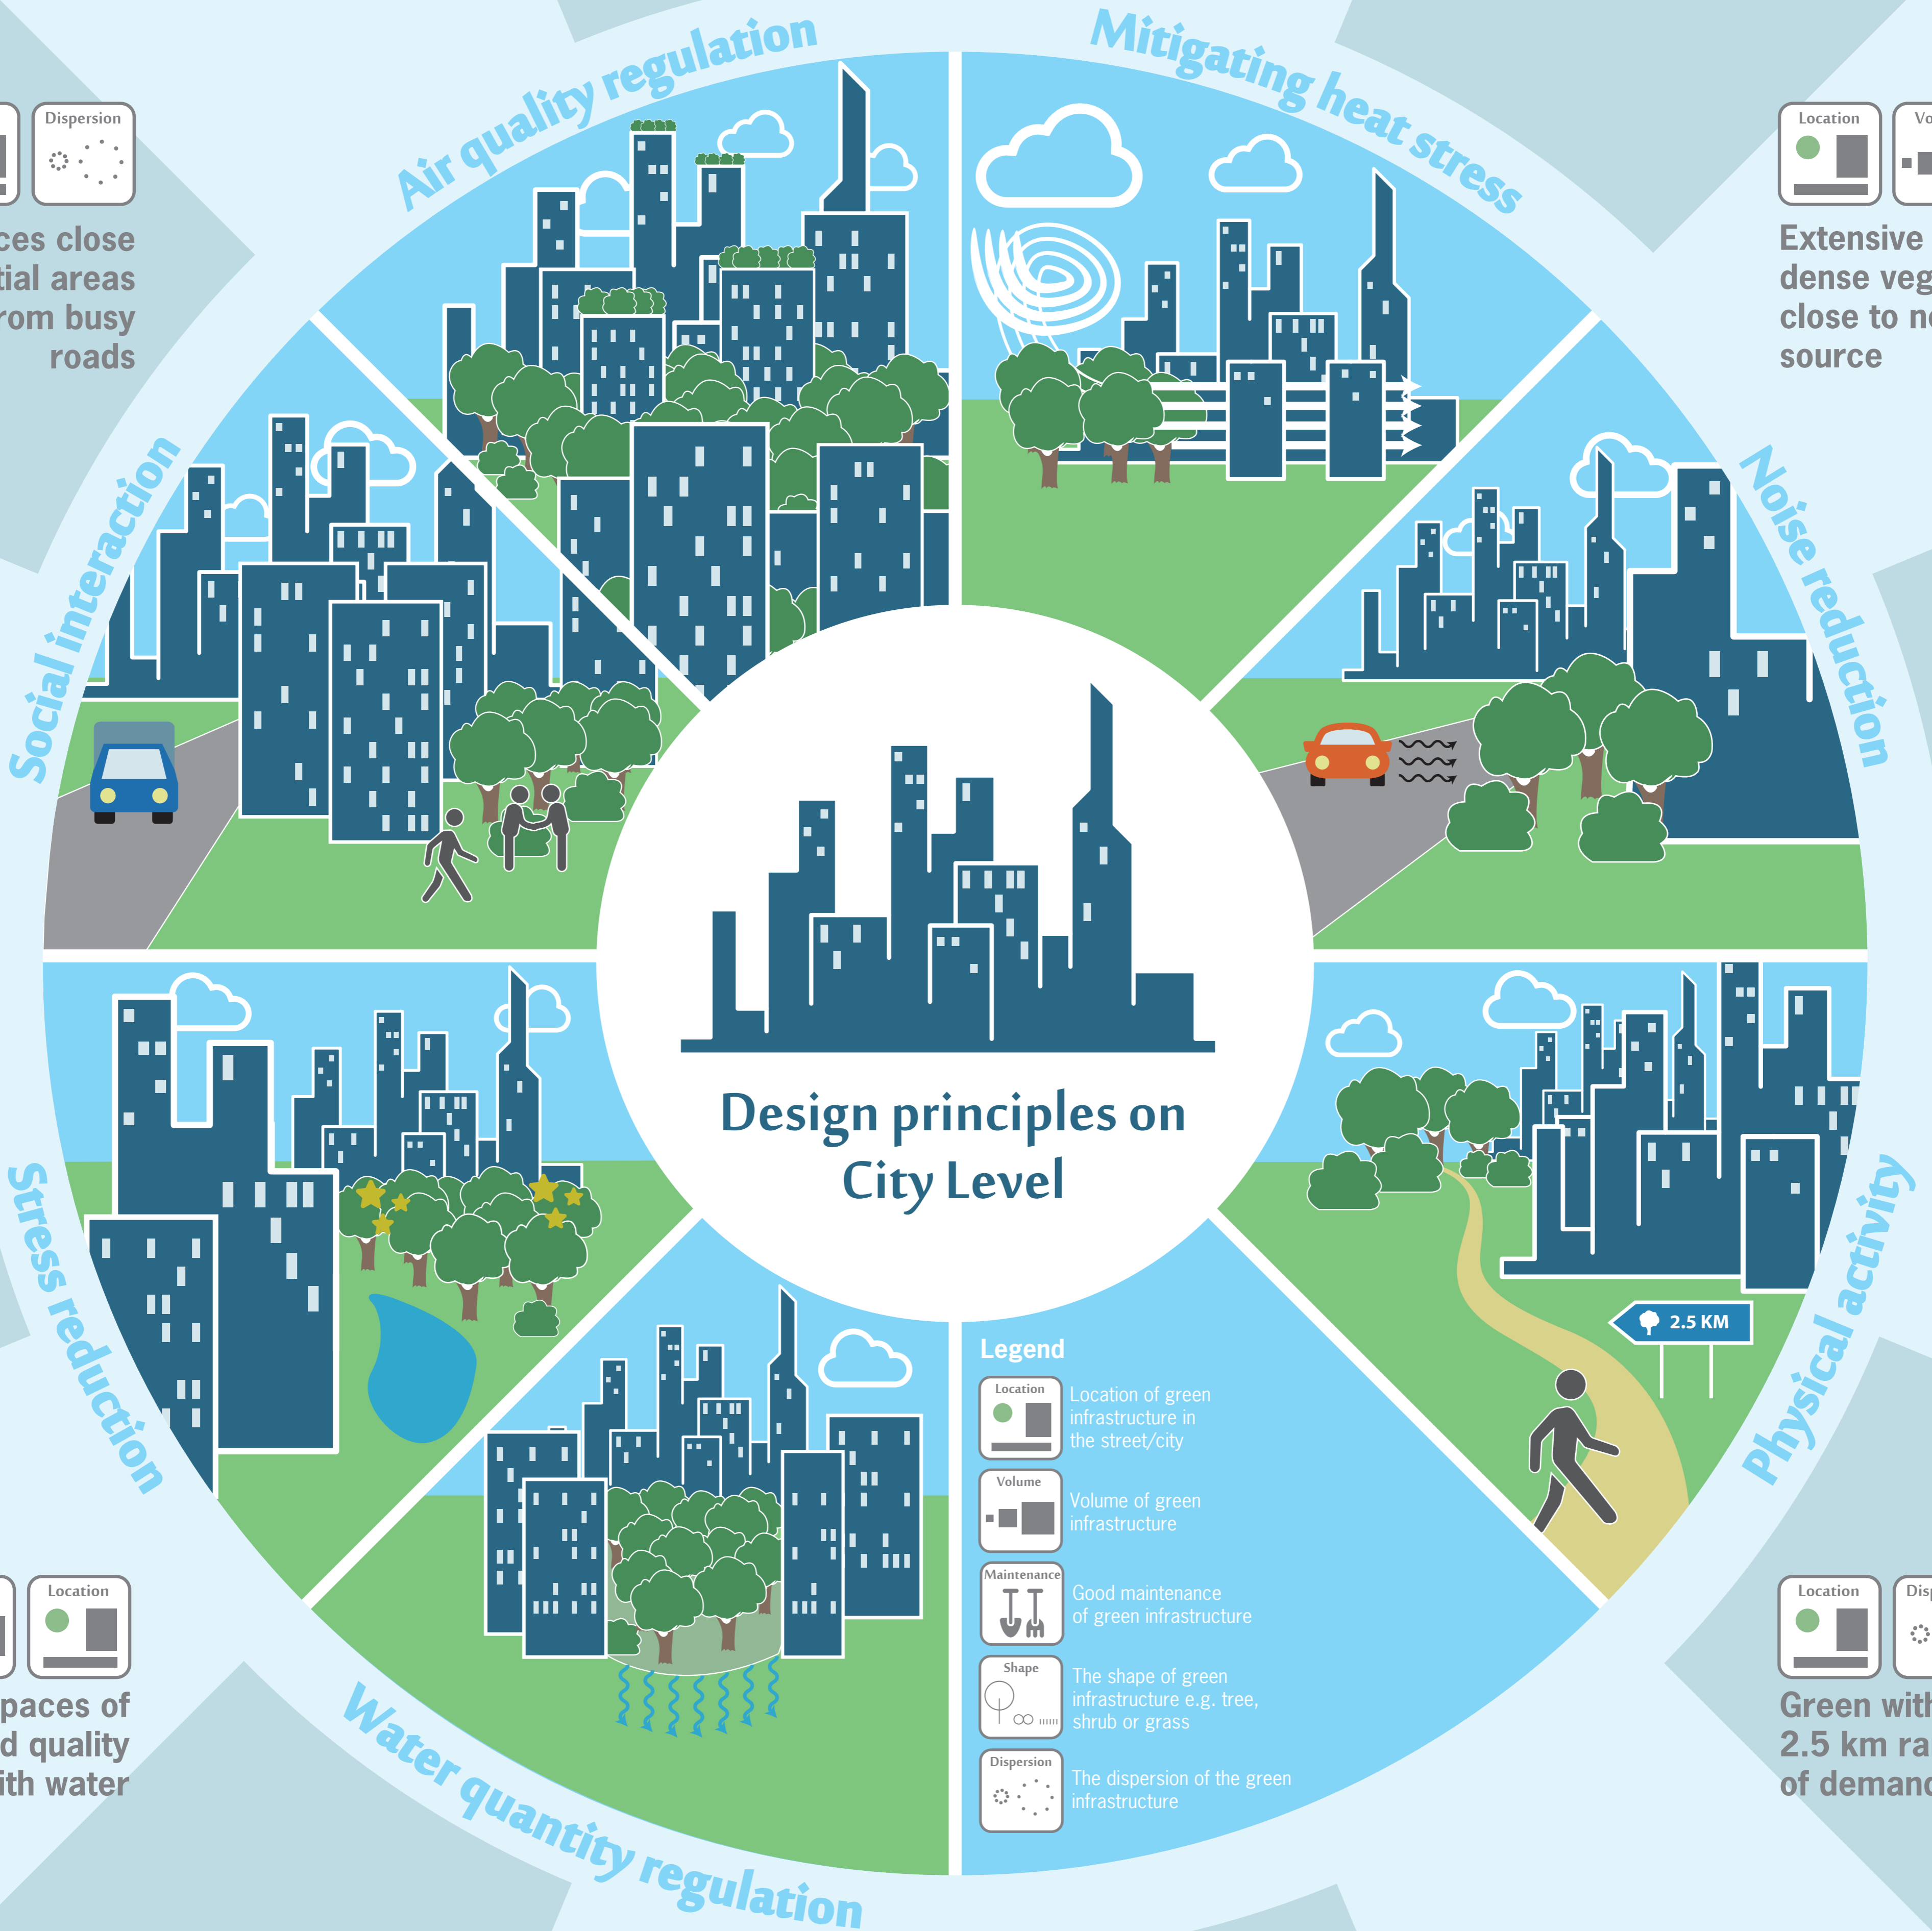 Air quality regulation
Mitigating heat stress
Dispersion
ces close
tial areas
rom busy
roads
Location
Vo
Extensive
dense veg
close to n
source
Social interaction
Noise reduction
Design principles on
City Level
Stress reduction
Physical activity
2.5 KM
Legend
Location
Location of green
infrastructure in
the street/city
Volume
Volume of green
infrastructure
Maintenance
Good maintenance
of green infrastructure
Shape
The shape of green
infrastructure e.g. tree,
shrub or grass
Dispersion
The dispersion of the green
infrastructure
Location
paces of
d quality
ith water
Location
Disp
Green with
2.5 km ra
of demand
Water quantity regulation